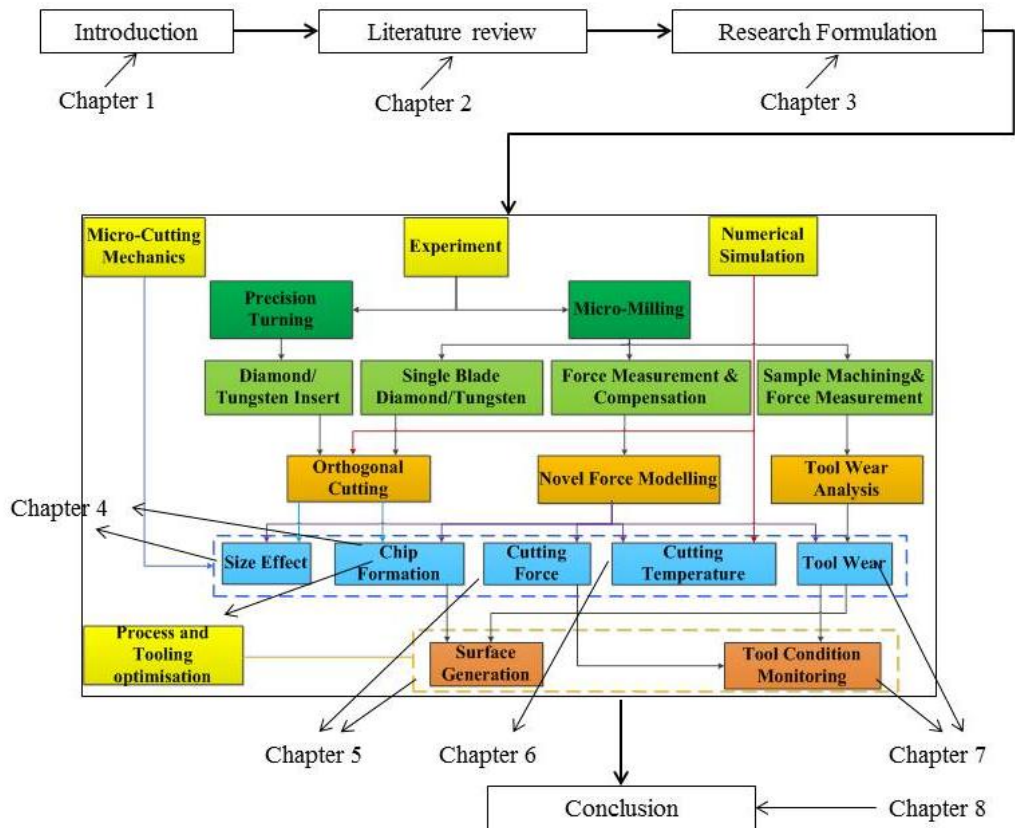 Introduction
Literature review
Research Formulation
Chapter 1
Chapter 2
Chapter 3
Micro-Cutting
Mechanics
Experiment
Numerical
Simulation
Precision
Turning
Micro-Milling
Diamond/
Tungsten Insert
Single Blade
Diamond/Tungsten
Force Measurement &
Compensation
Sample Machining&
Force Measurement
Orthogonal
Cutting
Novel Force Modelling
Tool Wear
Analysis
Chapter 4
Size Effect
Chip
Formation
Cutting
Force
Cutting
Temperature
Tool Wear
Process and
Tooling
optimisation
Surface
Generation
Tool Condition
Monitoring
Chapter 5
Chapter 6
Chapter 7
Conclusion
Chapter 8